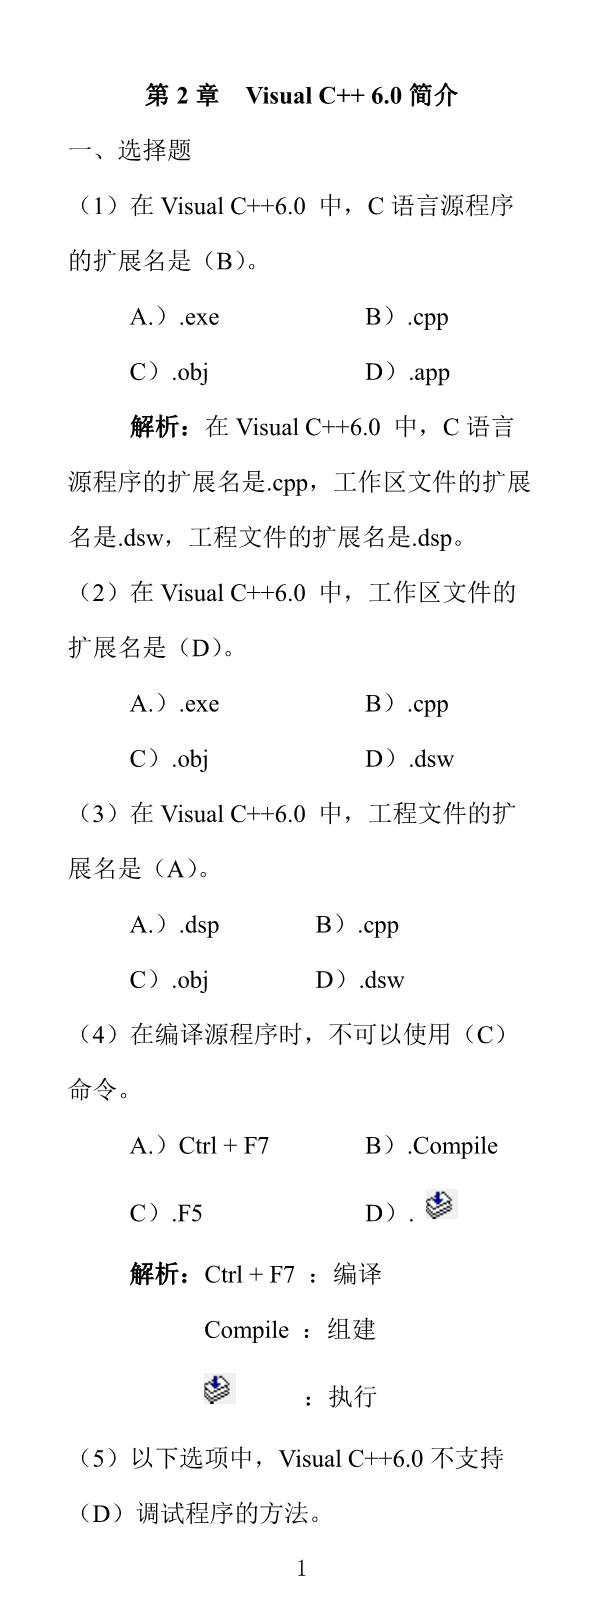 第 2 章　Visual C++ 6.0 简介
一、选择题
（1）在 Visual C++6.0 中，C 语言源程序
的扩展名是（B）。
A.）.exe　B）.cpp
C）.obj　D）.app
解析：在 Visual C++6.0 中，C 语言
源程序的扩展名是.cpp，工作区文件的扩展
名是.dsw，工程文件的扩展名是.dsp。
（2）在 Visual C++6.0 中，工作区文件的
扩展名是（D）。
A.）.exe　B）.cpp
C）.obj　D）.dsw
（3）在 Visual C++6.0 中，工程文件的扩
展名是（A）。
A.）.dsp　B）.cpp
C）.obj　D）.dsw
（4）在编译源程序时，不可以使用（C）
命令。
A.）Ctrl + F7　B）.Compile
C）.F5　D）.
解析：Ctrl + F7 ：编译
Compile ：组建
：执行
（5）以下选项中，Visual C++6.0 不支持
（D）调试程序的方法。
1